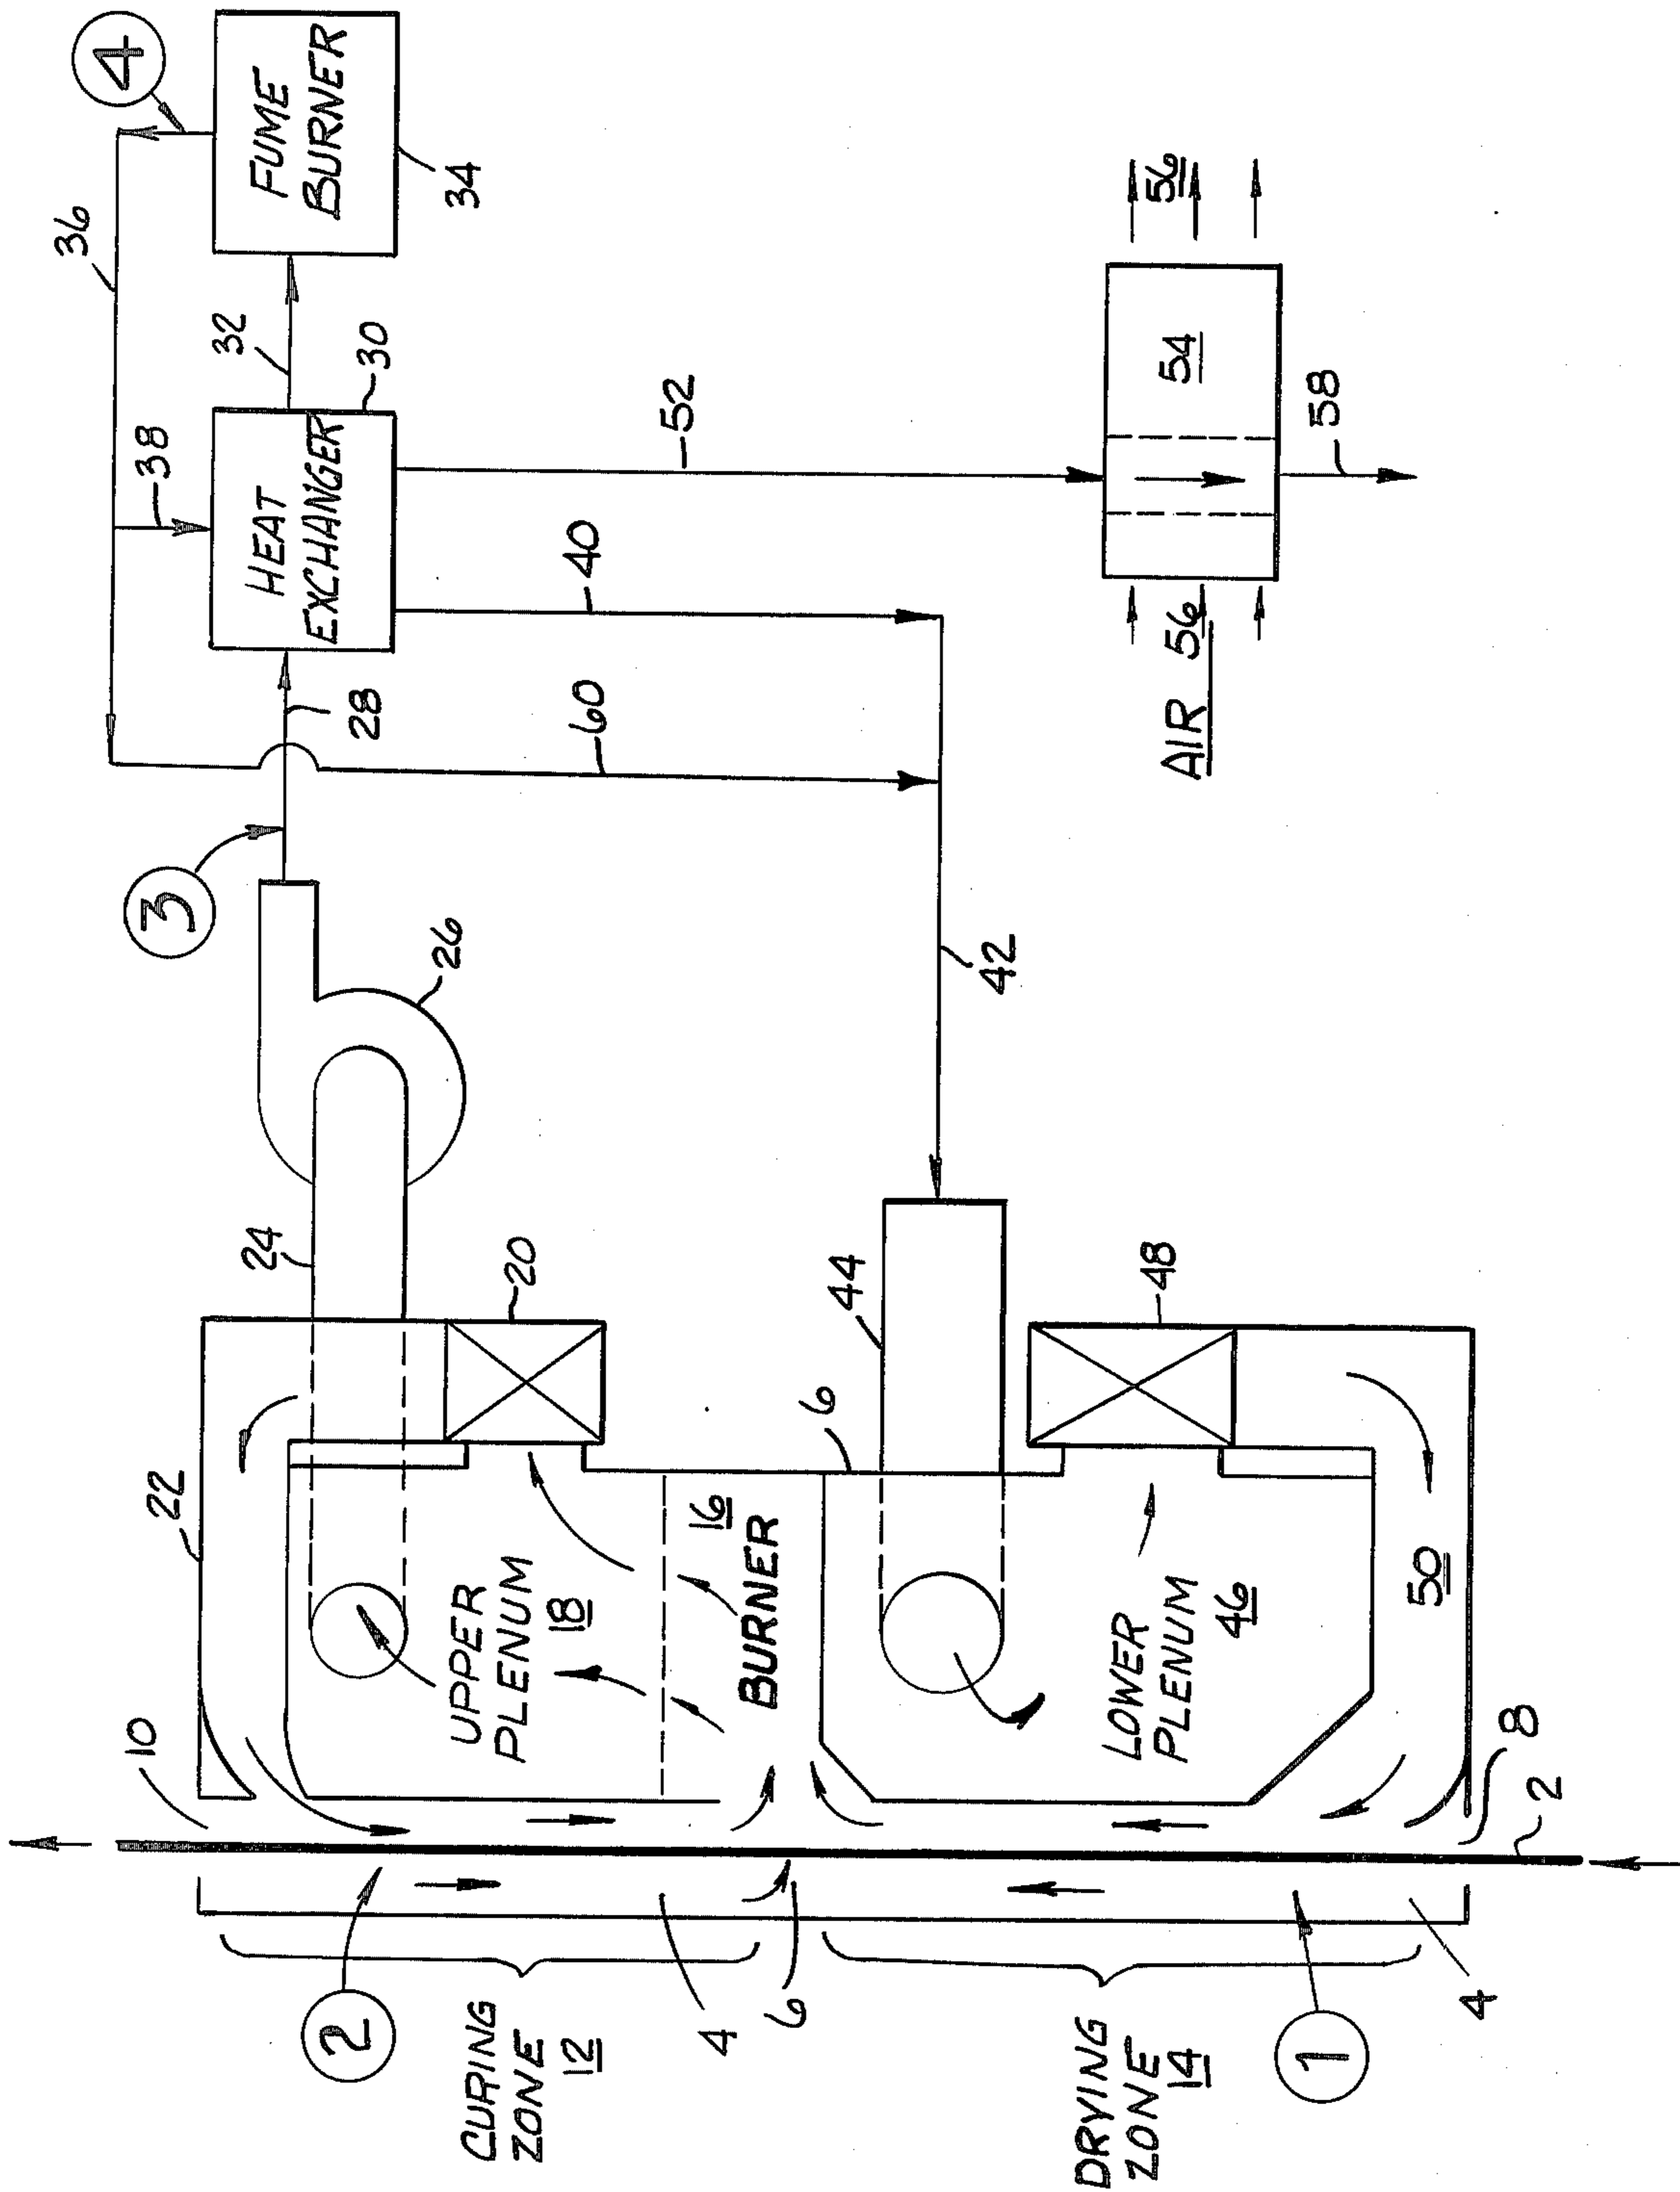 4
FUME
BURNER
34
36
32
38
HEAT
EXCHANGER
30
28
3
52
40
60
54
56
56
AIR
58
26
24
22
20
42
44
48
6
10
UPPER
PLENUM
18
16
BURNER
LOWER
PLENUM
46
50
8
2
2
CURING
ZONE
12
4
6
DRYING
ZONE
14
1
4